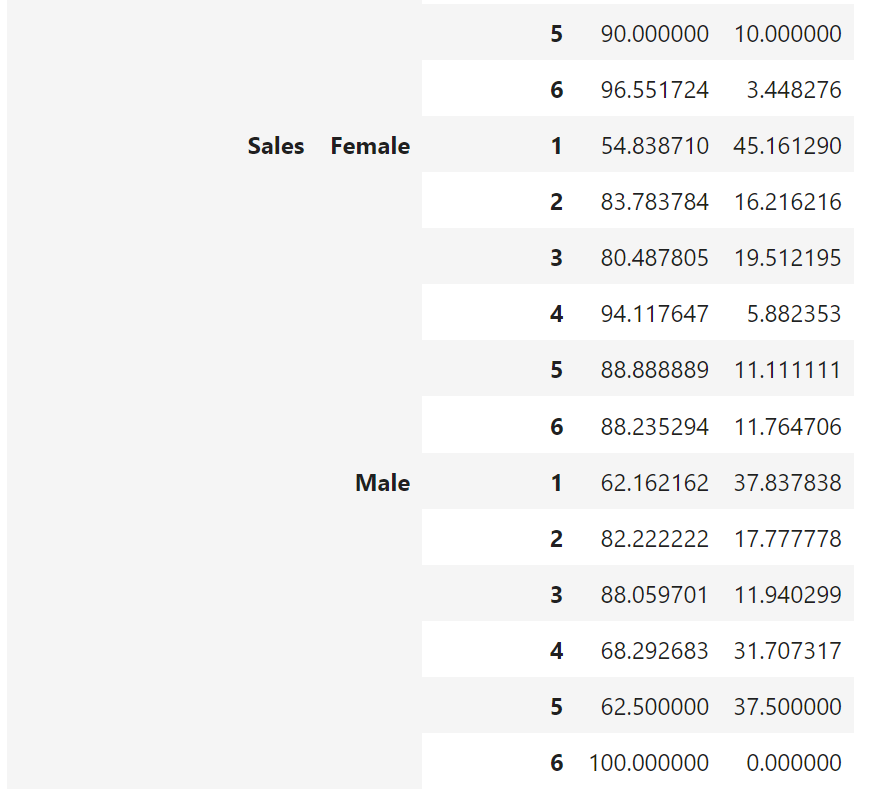 5 90.000000 10.000000
6 96.551724 3.448276
Sales Female 1 54.838710 45.161290
2 83.783784 16.216216
3 80.487805 19.512195
4 94.117647 5.882353
5 88.888889 11.111111
6 88.235294 11.764706
Male 1 62.162162 37.837838
2 82.222222 17.777778
3 88.059701 11.940299
4 68.292683 31.707317
5 62.500000 37.500000
6 100.000000 0.000000